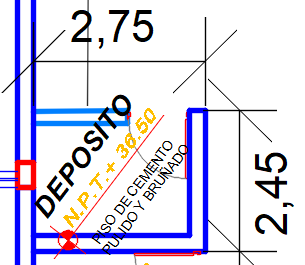 2,75
DEPOSITO
N.P.T.+ 36.50
PISO DE CEMENTO
PULIDO Y BRUÑADO
2,45